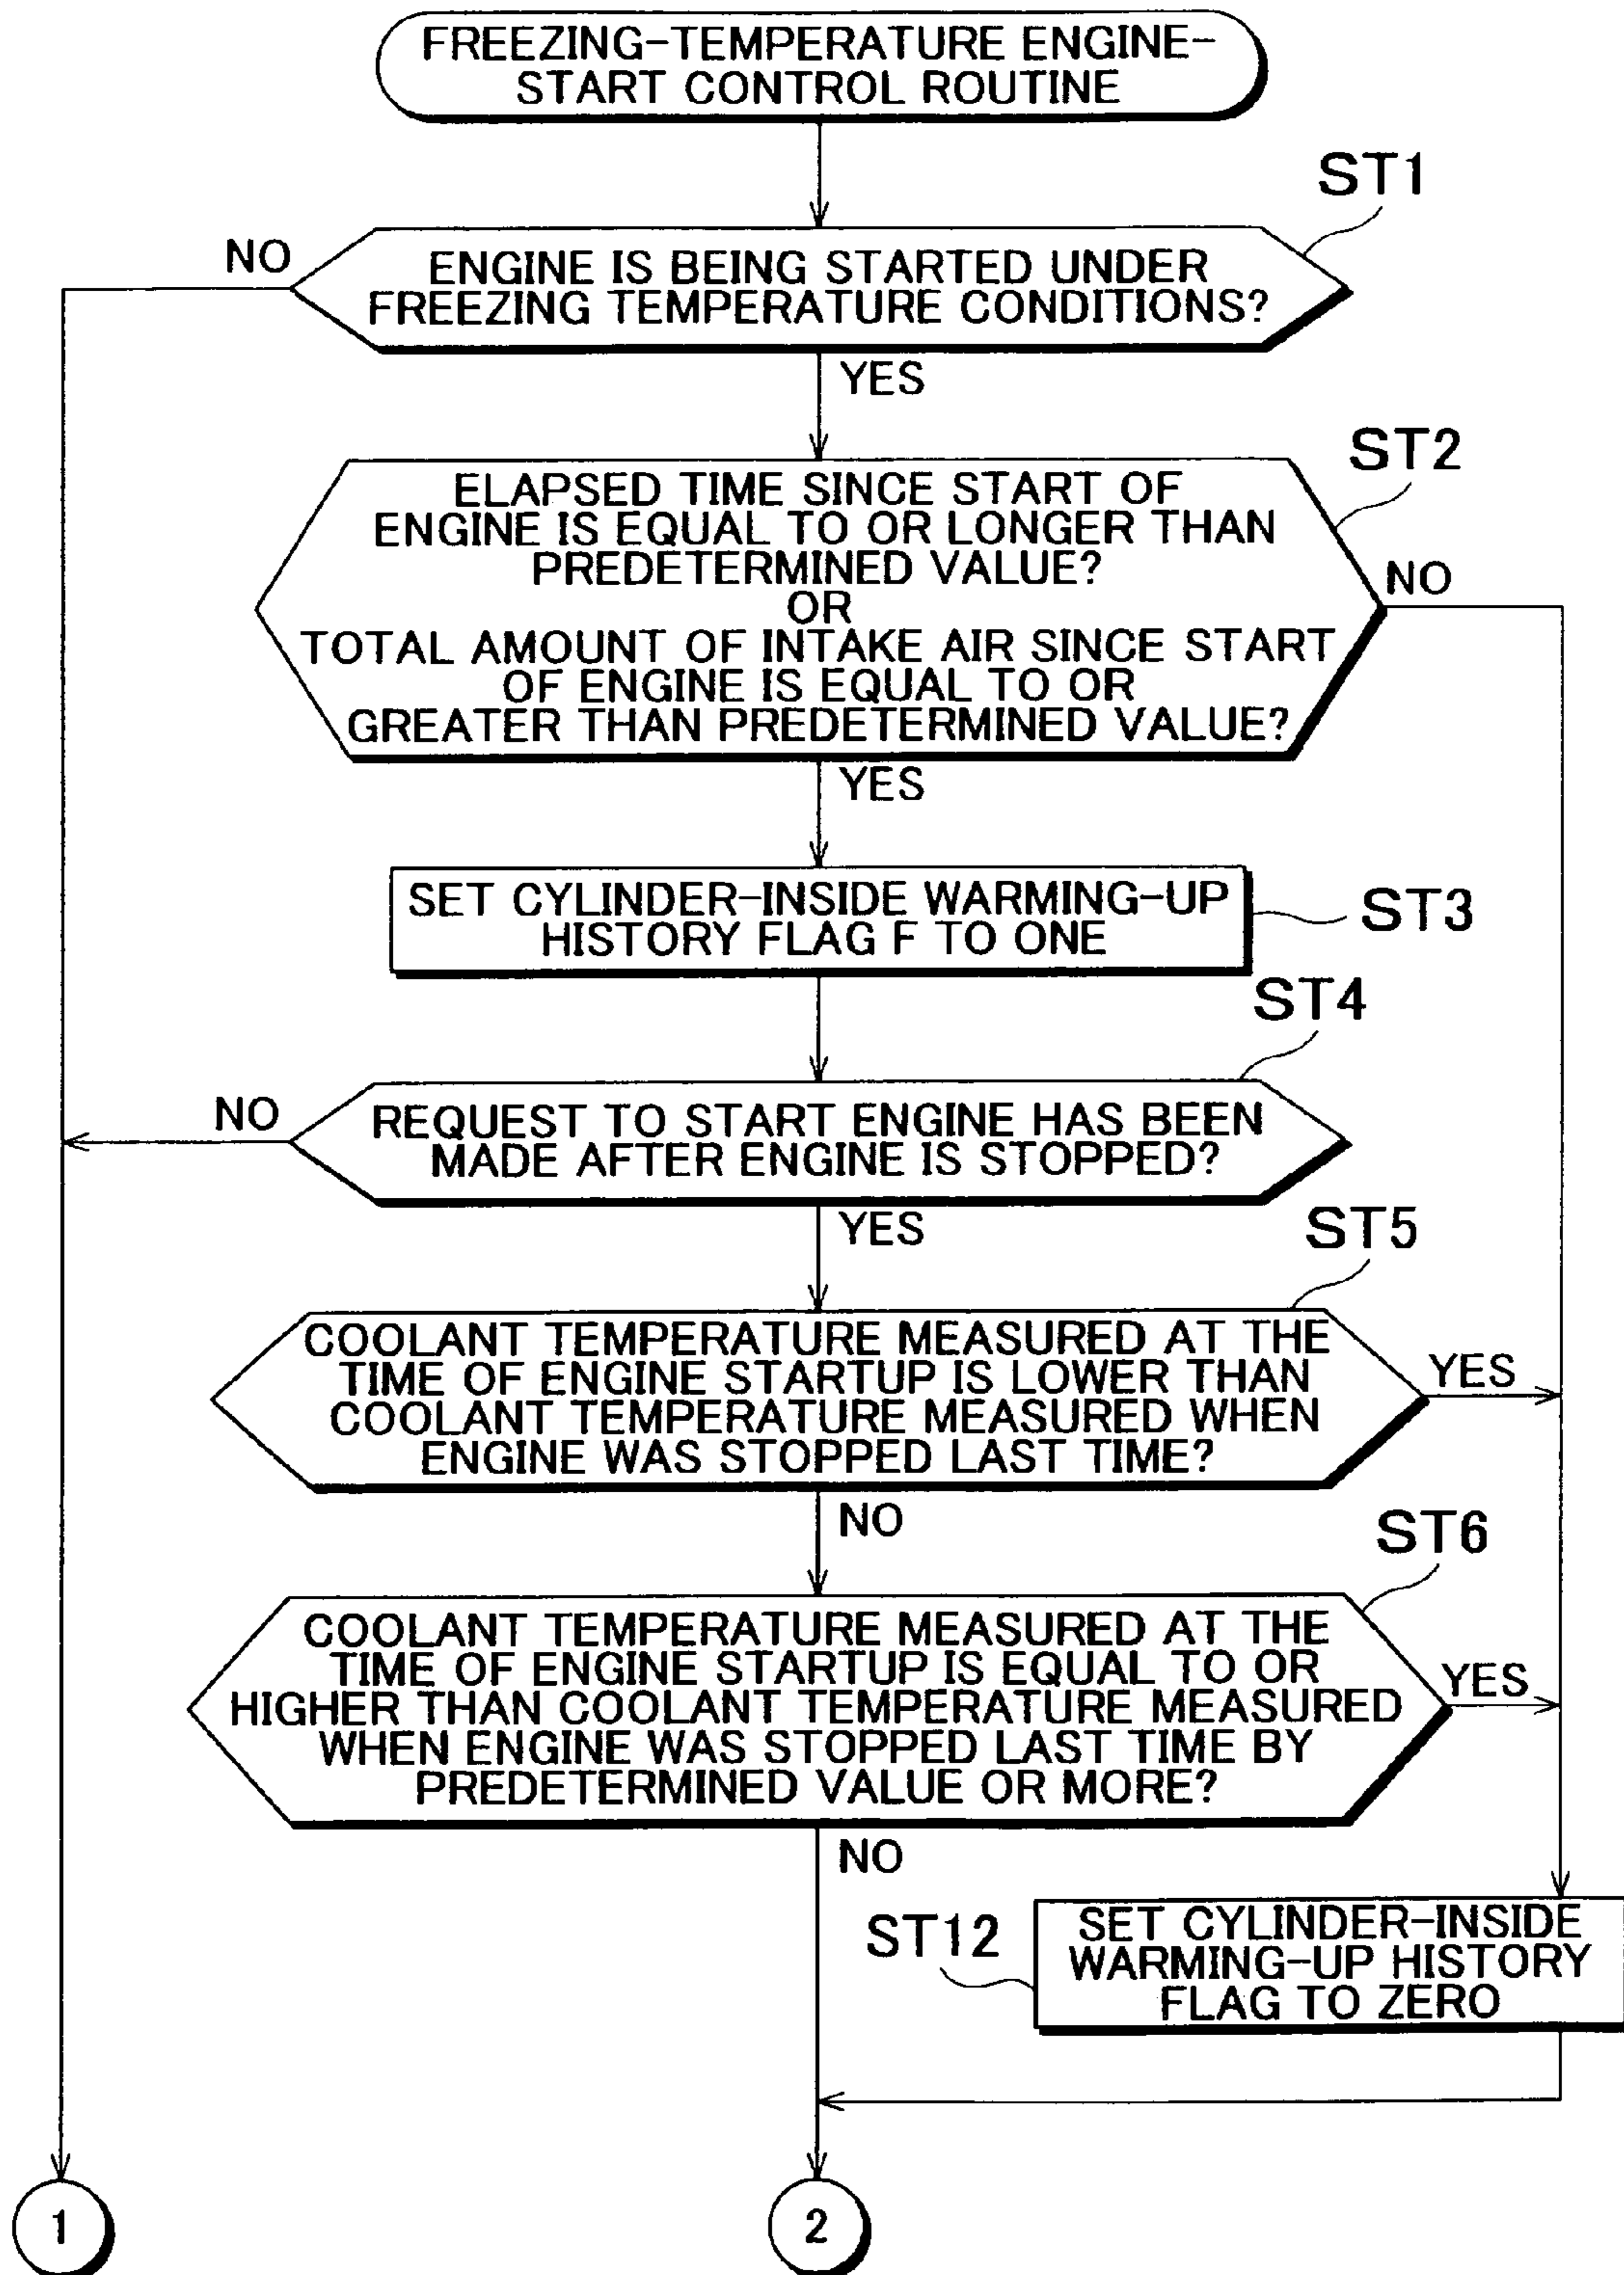 FREEZING-TEMPERATURE ENGINE-
START CONTROL ROUTINE
ST1
NO
ENGINE IS BEING STARTED UNDER
FREEZING TEMPERATURE CONDITIONS?
YES
ST2
ELAPSED TIME SINCE START OF
ENGINE IS EQUAL TO OR LONGER THAN
PREDETERMINED VALUE?
NO
OR
TOTAL AMOUNT OF INTAKE AIR SINCE START
OF ENGINE IS EQUAL TO OR
GREATER THAN PREDETERMINED VALUE?
YES
SET CYLINDER-INSIDE WARMING-UP
HISTORY FLAG F TO ONE
ST3
ST4
NO
REQUEST TO START ENGINE HAS BEEN
MADE AFTER ENGINE IS STOPPED?
YES
ST5
COOLANT TEMPERATURE MEASURED AT THE
TIME OF ENGINE STARTUP IS LOWER THAN
COOLANT TEMPERATURE MEASURED WHEN
ENGINE WAS STOPPED LAST TIME?
YES
NO
ST6
COOLANT TEMPERATURE MEASURED AT THE
TIME OF ENGINE STARTUP IS EQUAL TO OR
HIGHER THAN COOLANT TEMPERATURE MEASURED
WHEN ENGINE WAS STOPPED LAST TIME BY
PREDETERMINED VALUE OR MORE?
YES
NO
ST12
SET CYLINDER-INSIDE
WARMING-UP HISTORY
FLAG TO ZERO
1
2